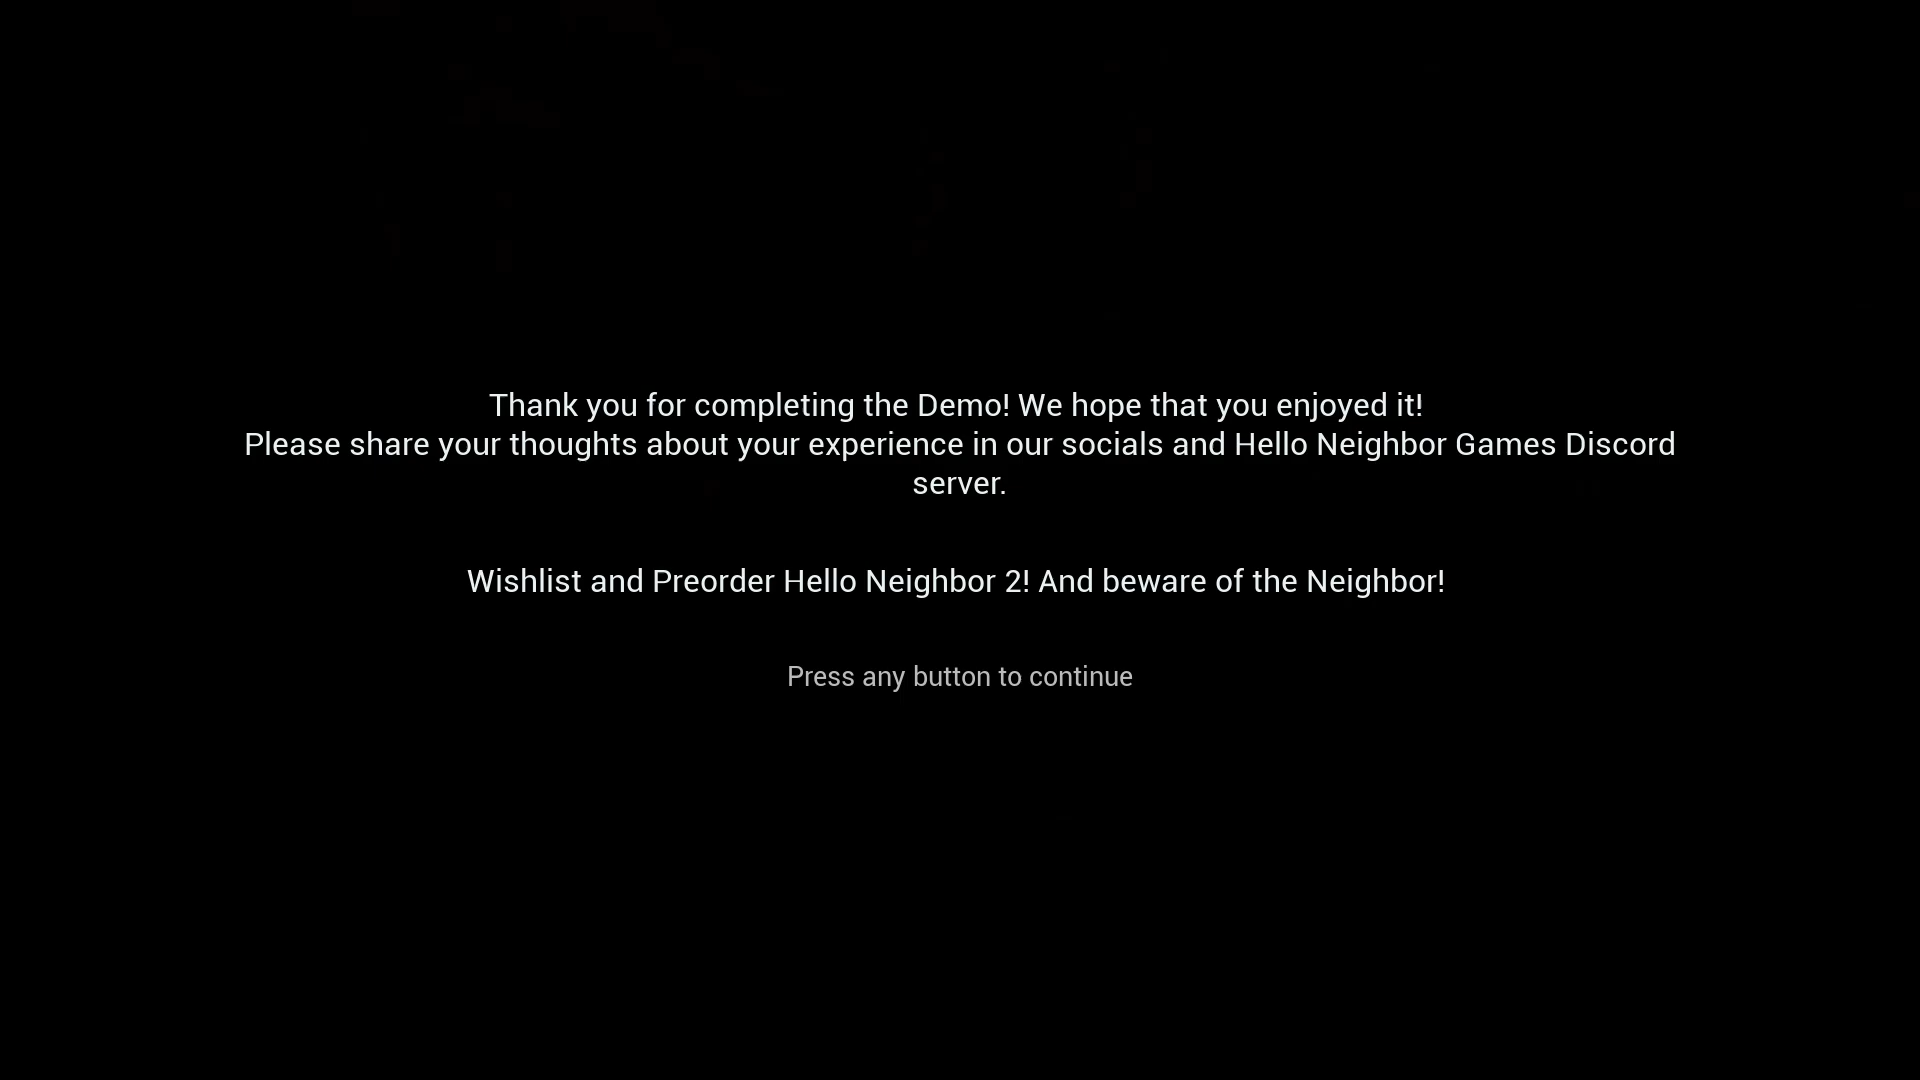 Thank you for completing the Demo! We hope that you enjoyed it!
Please share your thoughts about your experience in our socials and Hello Neighbor Games Discord
server.
Wishlist and Preorder Hello Neighbor 2! And beware of the Neighbor!
Press any button to continue